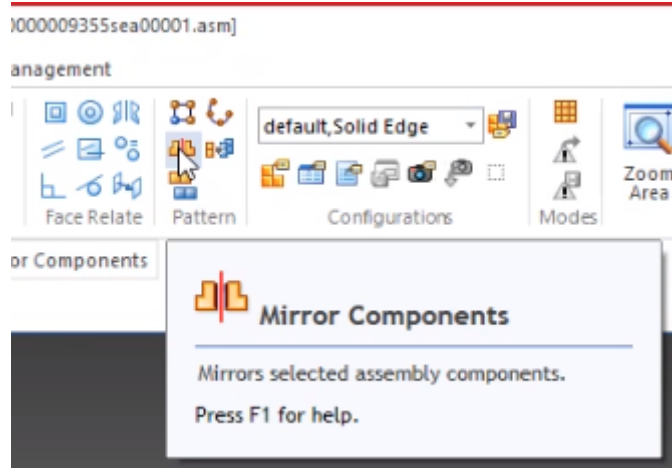 0000009355sea00001.asm]
anagement
default,Solid Edge
Zoom
Area
Face Relate
Pattern
Configurations
Modes
or Components
Mirror Components
Mirrors selected assembly components.
Press F1 for help.